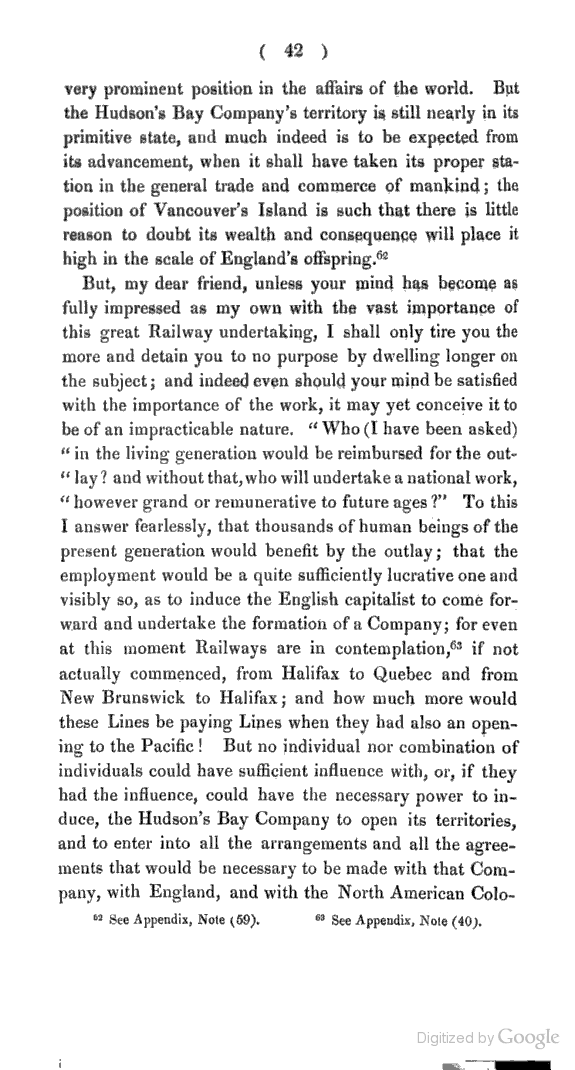 ( 42 )
very prominent position in the affairs of the world. But
the Hudson's Bay Company's territory is still nearly in its
primitive state, and much indeed is to be expected from
its advancement, when it shall have taken its proper sta-
tion in the general trade and commerce of mankind; the
position of Vancouver's Island is such that there is little
reason to doubt its wealth and consequence will place it
high in the scale of England's offspring.⁶²
But, my dear friend, unless your mind has become as
fully impressed as my own with the vast importance of
this great Railway undertaking, I shall only tire you the
more and detain you to no purpose by dwelling longer on
the subject; and indeed even should your mind be satisfied
with the importance of the work, it may yet conceive it to
be of an impracticable nature. "Who (I have been asked)
"in the living generation would be reimbursed for the out-
"lay? and without that, who will undertake a national work,
"however grand or remunerative to future ages?" To this
I answer fearlessly, that thousands of human beings of the
present generation would benefit by the outlay; that the
employment would be a quite sufficiently lucrative one and
visibly so, as to induce the English capitalist to come for-
ward and undertake the formation of a Company; for even
at this moment Railways are in contemplation,⁶³ if not
actually commenced, from Halifax to Quebec and from
New Brunswick to Halifax; and how much more would
these Lines be paying Lines when they had also an open-
ing to the Pacific! But no individual nor combination of
individuals could have sufficient influence with, or, if they
had the influence, could have the necessary power to in-
duce, the Hudson's Bay Company to open its territories,
and to enter into all the arrangements and all the agree-
ments that would be necessary to be made with that Com-
pany, with England, and with the North American Colo-
⁶² See Appendix, Note (59). ⁶³ See Appendix, Note (40).
Digitized by Google